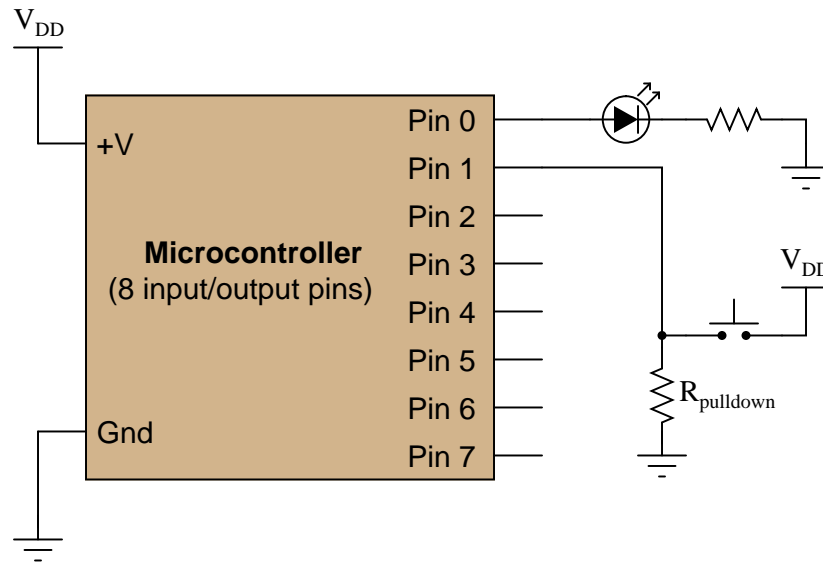 VDD
+V
Pin 0
Pin 1
Pin 2
Microcontroller
(8 input/output pins)
Pin 3
VDD
Pin 4
Pin 5
Rpulldown
Pin 6
Gnd
Pin 7